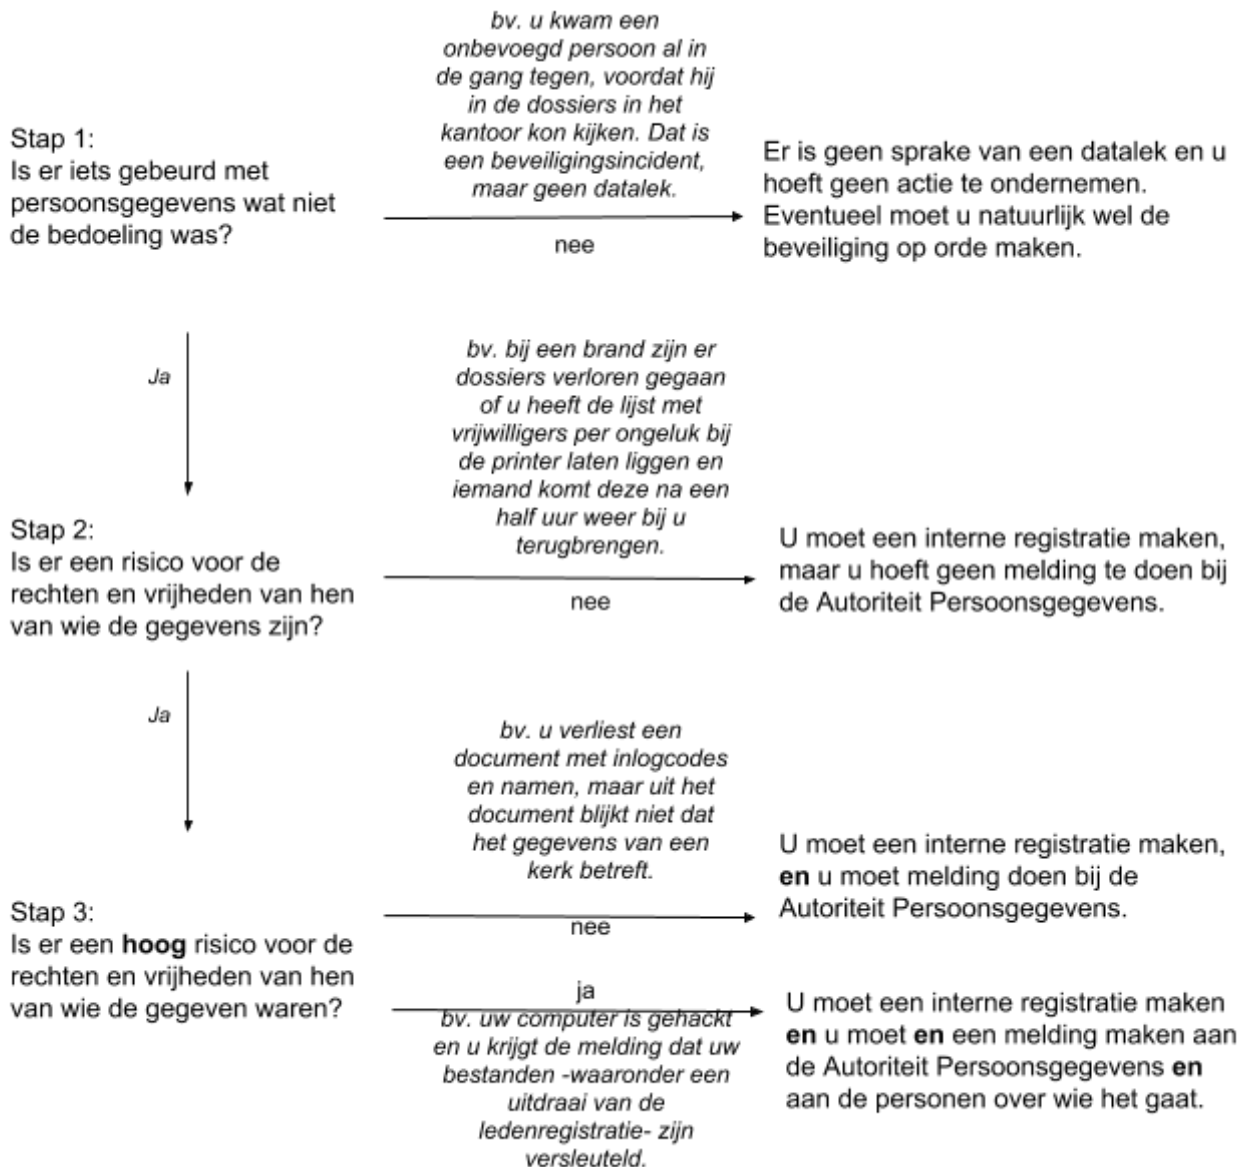 Stap 1:
Is er iets gebeurd met
persoonsgegevens wat niet
de bedoeling was?
bv. u kwam een
onbevoegd persoon al in
de gang tegen, voordat hij
in de dossiers in het
kantoor kon kijken. Dat is
een beveiligingsincident,
maar geen datalek.
nee
Er is geen sprake van een datalek en u
hoeft geen actie te ondernemen.
Eventueel moet u natuurlijk wel de
beveiliging op orde maken.
Ja
Stap 2:
Is er een risico voor de
rechten en vrijheden van hen
van wie de gegevens zijn?
bv. bij een brand zijn er
dossiers verloren gegaan
of u heeft de lijst met
vrijwilligers per ongeluk bij
de printer laten liggen en
iemand komt deze na een
half uur weer bij u
terugbrengen.
nee
U moet een interne registratie maken,
maar u hoeft geen melding te doen bij
de Autoriteit Persoonsgegevens.
Ja
Stap 3:
Is er een hoog risico voor de
rechten en vrijheden van hen
van wie de gegeven waren?
bv. u verliest een
document met inlogcodes
en namen, maar uit het
document blijkt niet dat
het gegevens van een
kerk betreft.
nee
U moet een interne registratie maken,
en u moet melding doen bij de
Autoriteit Persoonsgegevens.
ja
bv. uw computer is gehackt
en u krijgt de melding dat uw
bestanden -waaronder een
uitdraai van de
ledenregistratie- zijn
versleuteld.
U moet een interne registratie maken
en u moet en een melding maken aan
de Autoriteit Persoonsgegevens en
aan de personen over wie het gaat.